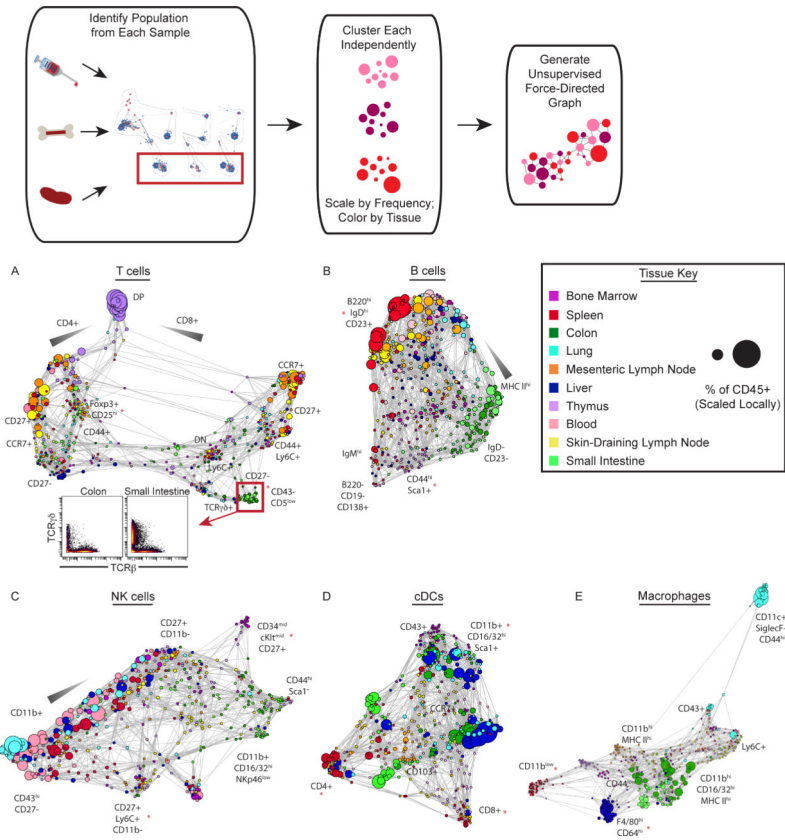 Identify Population
from Each Sample
Cluster Each
Independently
Scale by Frequency;
Color by Tissue
Generate
Unsupervised
Force-Directed
Graph
A
T cells
DP
CD4+
CD8+
CCR7+
Foxp3+
CD25hi
CD27+
CD44+
CCR7+
CD27+
CD44+
Ly6C+
DN
Ly6C+
CD27-
CD27-
CD43-
CD5low
TCRγδ+
Colon
Small Intestine
TCRγδ
TCRβ
B
B cells
B220hi
IgDhi
CD23+
MHC IIhi
IgD-
CD23-
IgMhi
CD44hi
Sca1+
B220-
CD19-
CD138+
Tissue Key
Bone Marrow
Spleen
Colon
Lung
Mesenteric Lymph Node
Liver
Thymus
Blood
Skin-Draining Lymph Node
Small Intestine
% of CD45+
(Scaled Locally)
C
NK cells
CD27+
CD11b-
CD34mid
cKitmid
CD27+
CD44hi
Sca1-
CD11b+
CD11b+
CD16/32hi
NKp46low
CD43hi
CD27-
CD27+
Ly6C+
CD11b-
D
cDCs
CD43+
CD11b+
CD16/32hi
Sca1+
CD103+
CD4+
CD8+
E
Macrophages
CD11c+
SiglecF+
CD44hi
CD43+
CD11bhi
MHC IIhi
Ly6C+
CD11blow
CD44
CD11bhi
CD16/32hi
MHC IIhi
F4/80hi
CD64hi